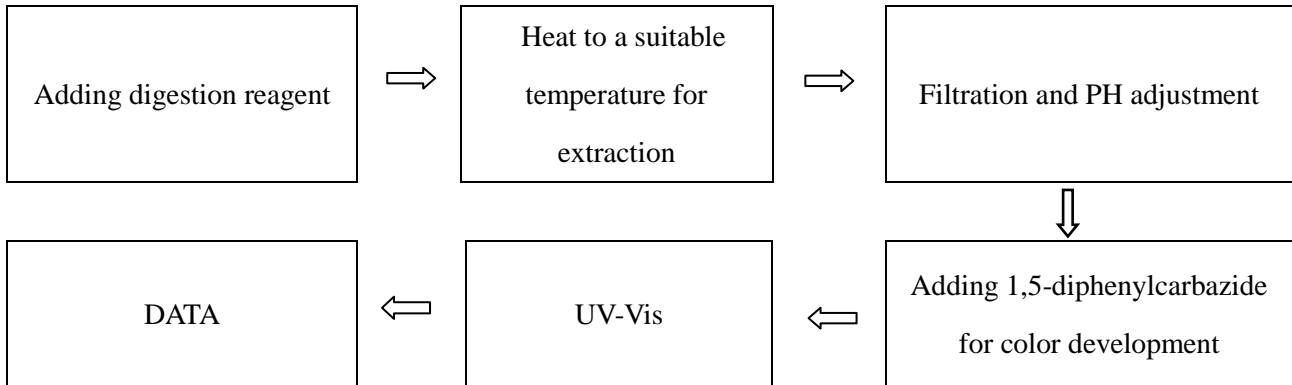 Adding digestion reagent
Heat to a suitable
temperature for
extraction
Filtration and PH adjustment
Adding 1,5-diphenylcarbazide
for color development
UV-Vis
DATA